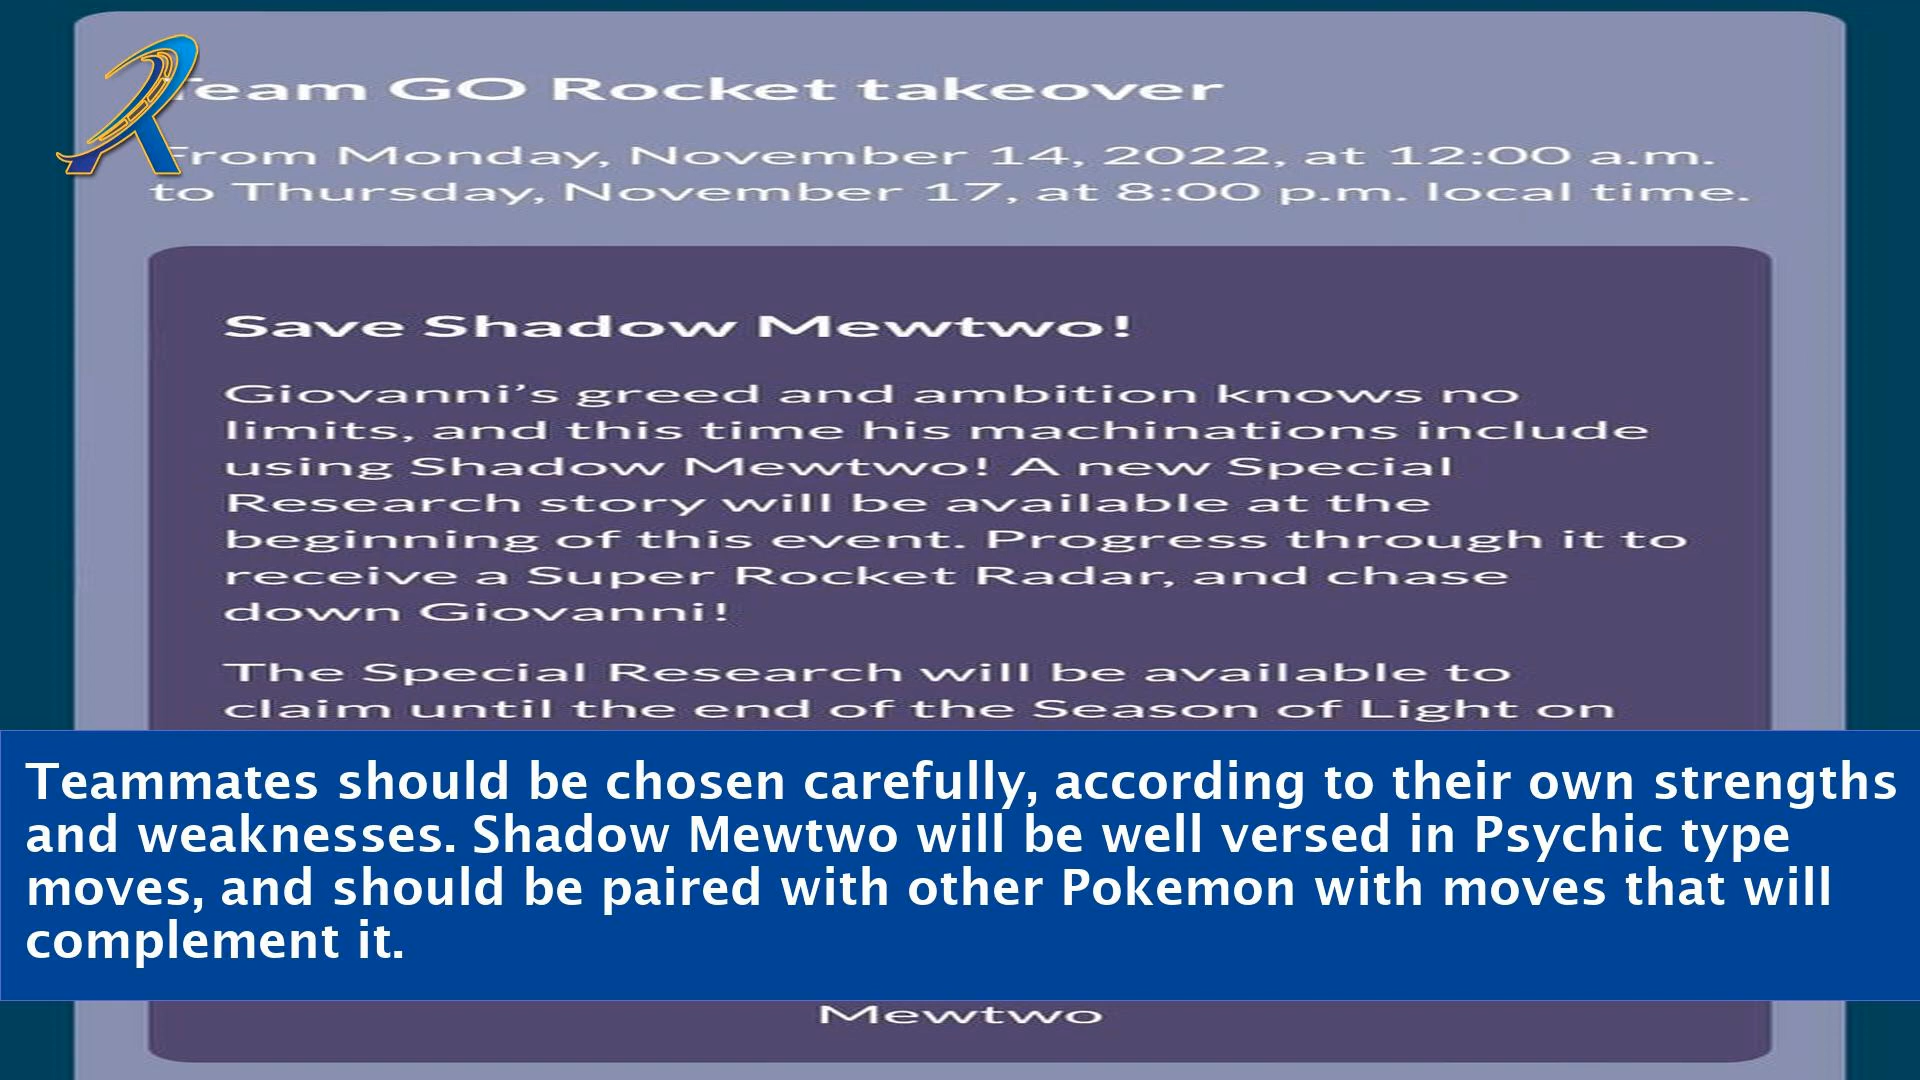 Team GO Rocket takeover
From Monday, November 14, 2022, at 12:00 a.m.
to Thursday, November 17, at 8:00 p.m. local time.
Save Shadow Mewtwo!
Giovanni’s greed and ambition knows no
limits, and this time his machinations include
using Shadow Mewtwo! A new Special
Research story will be available at the
beginning of this event. Progress through it to
receive a Super Rocket Radar, and chase
down Giovanni!
The Special Research will be available to
claim until the end of the Season of Light on
Teammates should be chosen carefully, according to their own strengths
and weaknesses. Shadow Mewtwo will be well versed in Psychic type
moves, and should be paired with other Pokemon with moves that will
complement it.
Mewtwo